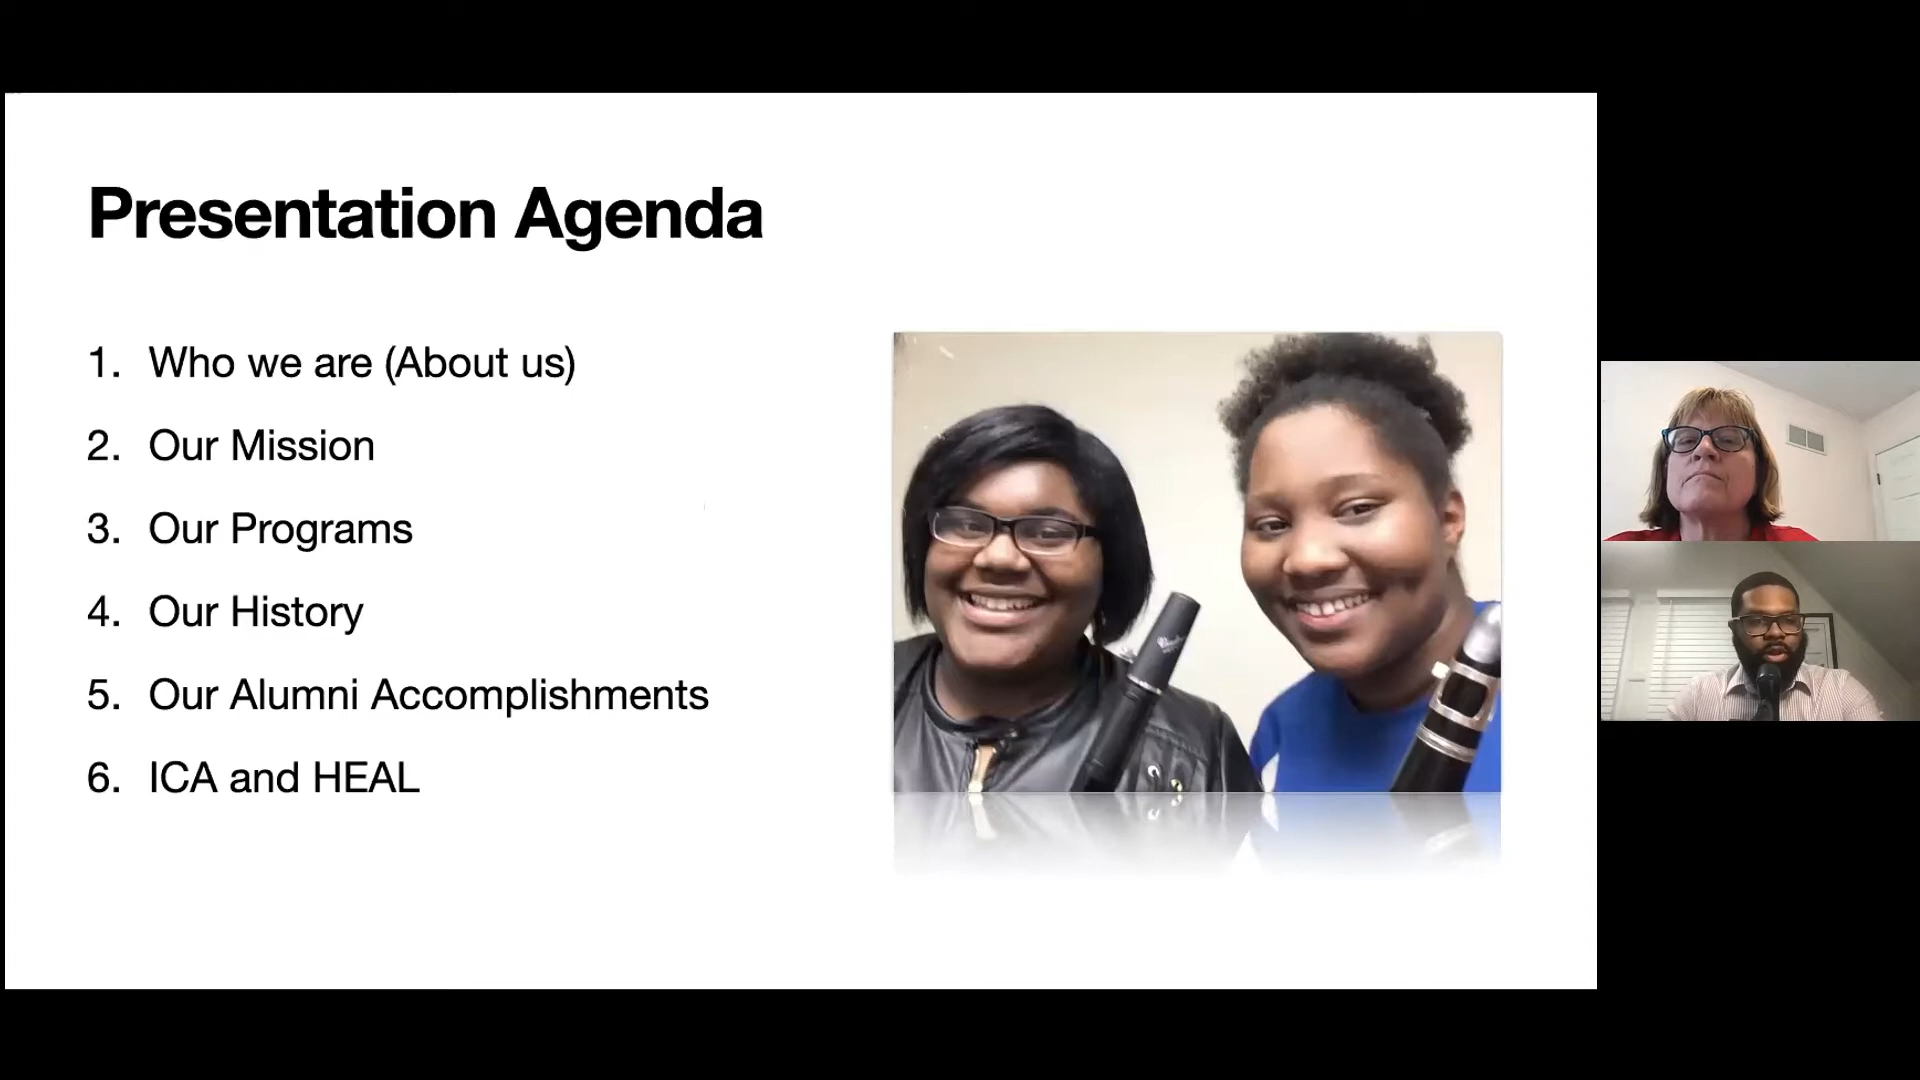 Presentation Agenda
1. Who we are (About us)
2. Our Mission
3. Our Programs
4. Our History
5. Our Alumni Accomplishments
6. ICA and HEAL